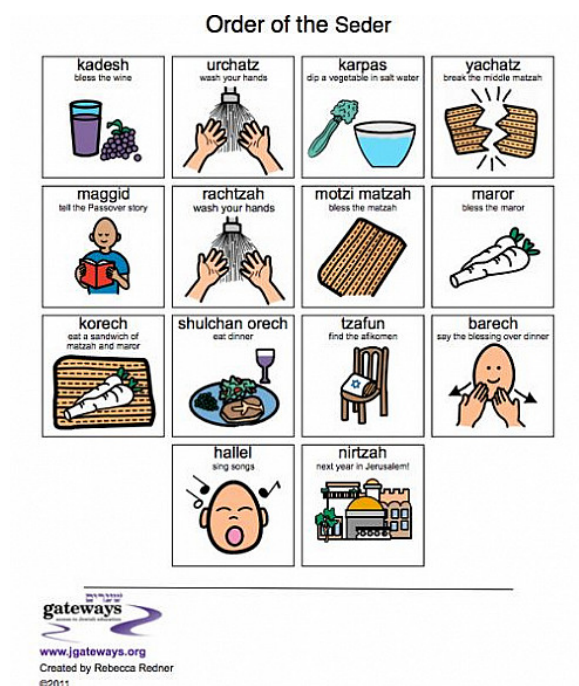 Order of the Seder
kadesh
bless the wine
urchatz
wash your hands
karpas
dip a vegetable in salt water
yachatz
break the middle matzah
maggid
tell the Passover story
rachtzah
wash your hands
motzi matzah
bless the matzah
maror
bless the maror
korech
eat a sandwich of
matzah and maror
shulchan orech
eat dinner
tzafun
find the afikomen
barech
say the blessing over dinner
hallel
sing songs
nirtzah
next year in Jerusalem!
gateways
access to Jewish education
www.jgateways.org
Created by Rebecca Redner
©2011